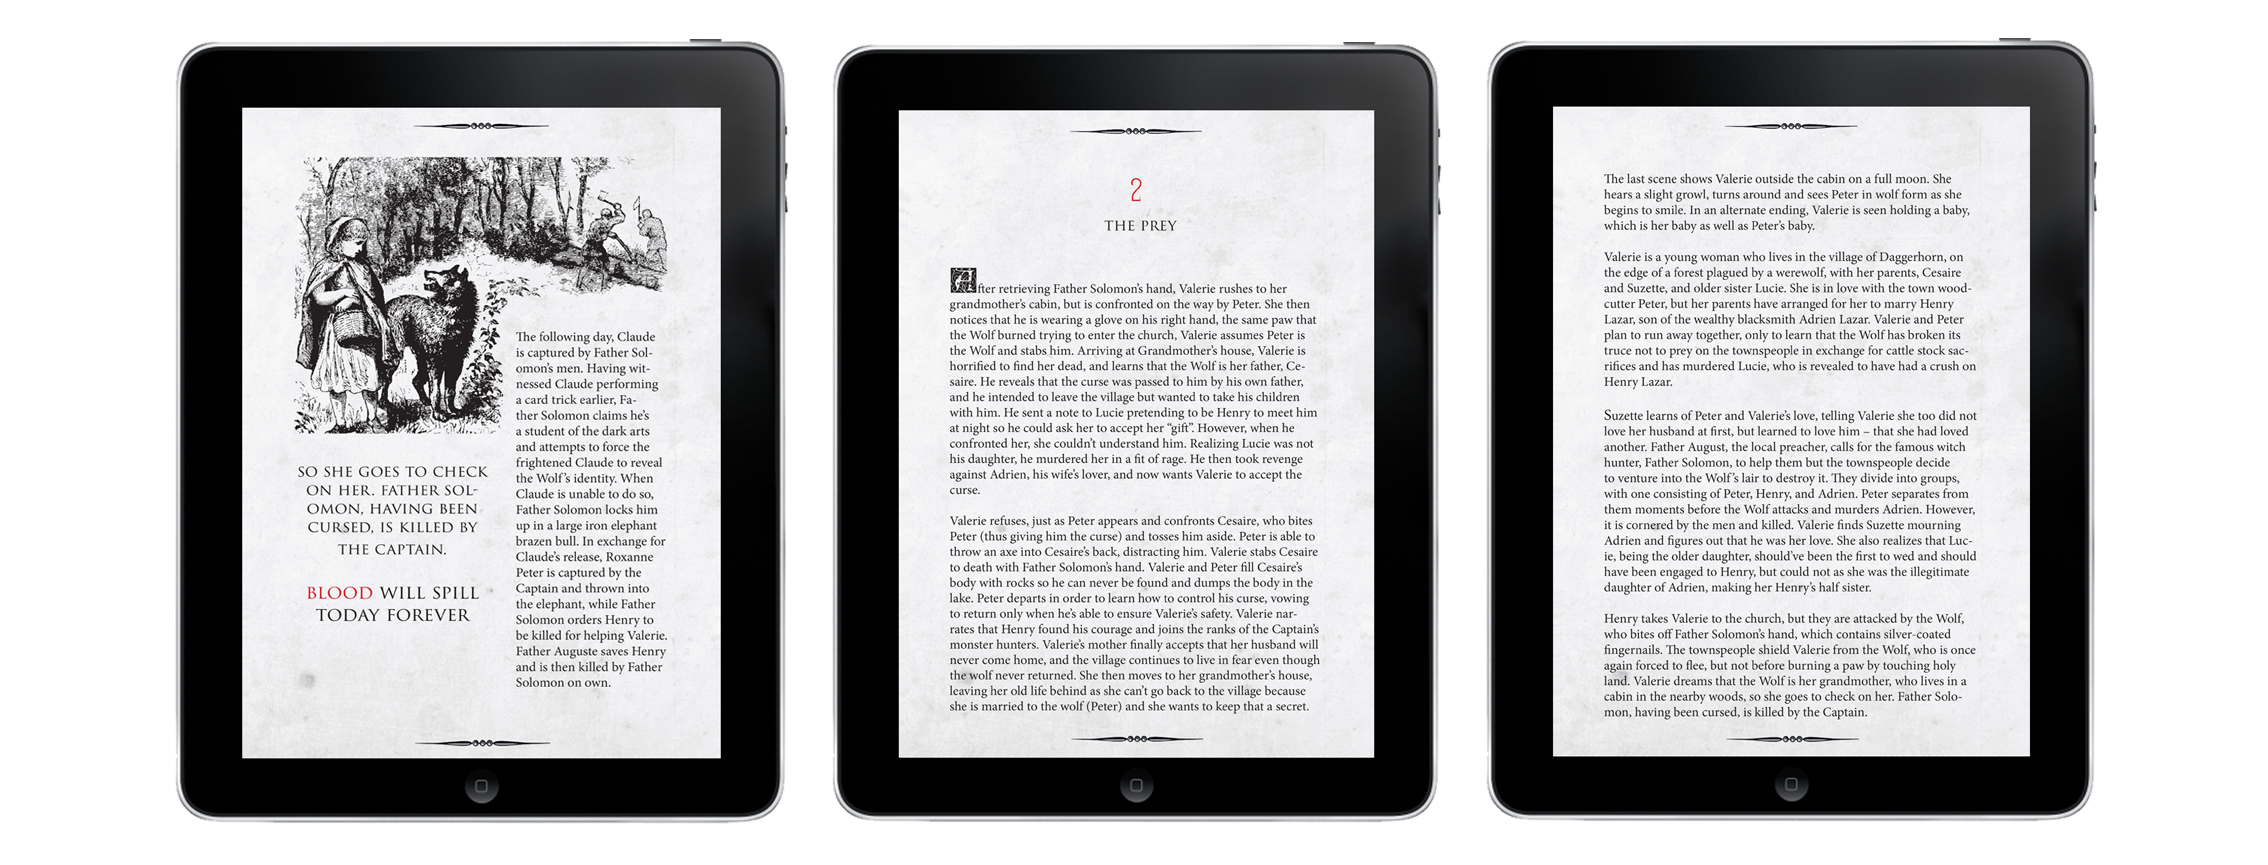 SO SHE GOES TO CHECK
ON HER. FATHER SOL-
OMON, HAVING BEEN
CURSED, IS KILLED BY
THE CAPTAIN.
BLOOD WILL SPILL
TODAY FOREVER
The following day, Claude
is captured by Father Sol-
omon's men. Having wit-
nessed Claude performing
a card trick earlier, Fa-
ther Solomon claims he's
a student of the dark arts
and attempts to force the
frightened Claude to reveal
the Wolf's identity. When
Claude is unable to do so,
Father Solomon locks him
up in a large iron elephant
brazen bull. In exchange for
Claude's release, Roxanne
Peter is captured by the
Captain and thrown into
the elephant, while Father
Solomon orders Henry to
be killed for helping Valerie.
Father Auguste saves Henry
and is then killed by Father
Solomon on own.
2
THE PREY
After retrieving Father Solomon's hand, Valerie rushes to her
grandmother's cabin, but is confronted on the way by Peter. She then
notices that he is wearing a glove on his right hand, the same paw that
the Wolf burned trying to enter the church, Valerie assumes Peter is
the Wolf and stabs him. Arriving at Grandmother's house, Valerie is
horrified to find her dead, and learns that the Wolf is her father, Ce-
saire. He reveals that the curse was passed to him by his own father,
and he intended to leave the village but wanted to take his children
with him. He sent a note to Lucie pretending to be Henry to meet him
at night so he could ask her to accept her "gift". However, when he
confronted her, she couldn't understand him. Realizing Lucie was not
his daughter, he murdered her in a fit of rage. He then took revenge
against Adrien, his wife's lover, and now wants Valerie to accept the
curse.
Valerie refuses, just as Peter appears and confronts Cesaire, who bites
Peter (thus giving him the curse) and tosses him aside. Peter is able to
throw an axe into Cesaire's back, distracting him. Valerie stabs Cesaire
to death with Father Solomon's hand. Valerie and Peter fill Cesaire's
body with rocks so he can never be found and dumps the body in the
lake. Peter departs in order to learn how to control his curse, vowing
to return only when he's able to ensure Valerie's safety. Valerie nar-
rates that Henry found his courage and joins the ranks of the Captain's
monster hunters. Valerie's mother finally accepts that her husband will
never come home, and the village continues to live in fear even though
the wolf never returned. She then moves to her grandmother's house,
leaving her old life behind as she can't go back to the village because
she is married to the wolf (Peter) and she wants to keep that a secret.
The last scene shows Valerie outside the cabin on a full moon. She
hears a slight growl, turns around and sees Peter in wolf form as she
begins to smile. In an alternate ending, Valerie is seen holding a baby,
which is her baby as well as Peter's baby.
Valerie is a young woman who lives in the village of Daggerhorn, on
the edge of a forest plagued by a werewolf, with her parents, Cesaire
and Suzette, and older sister Lucie. She is in love with the town wood-
cutter Peter, but her parents have arranged for her to marry Henry
Lazar, son of the wealthy blacksmith Adrien Lazar. Valerie and Peter
plan to run away together, only to learn that the Wolf has broken its
truce not to prey on the townspeople in exchange for cattle stock sac-
rifices and has murdered Lucie, who is revealed to have had a crush on
Henry Lazar.
Suzette learns of Peter and Valerie's love, telling Valerie she too did not
love her husband at first, but learned to love him – that she had loved
another. Father August, the local preacher, calls for the famous witch
hunter, Father Solomon, to help them but the townspeople decide
to venture into the Wolf's lair to destroy it. They divide into groups,
with one consisting of Peter, Henry, and Adrien. Peter separates from
them moments before the Wolf attacks and murders Adrien. However,
it is cornered by the men and killed. Valerie finds Suzette mourning
Adrien and figures out that he was her love. She also realizes that Luc-
ie, being the older daughter, should've been the first to wed and should
have been engaged to Henry, but could not as she was the illegitimate
daughter of Adrien, making her Henry's half sister.
Henry takes Valerie to the church, but they are attacked by the Wolf,
who bites off Father Solomon's hand, which contains silver-coated
fingernails. The townspeople shield Valerie from the Wolf, who is once
again forced to flee, but not before burning a paw by touching holy
land. Valerie dreams that the Wolf is her grandmother, who lives in a
cabin in the nearby woods, so she goes to check on her. Father Solo-
mon, having been cursed, is killed by the Captain.